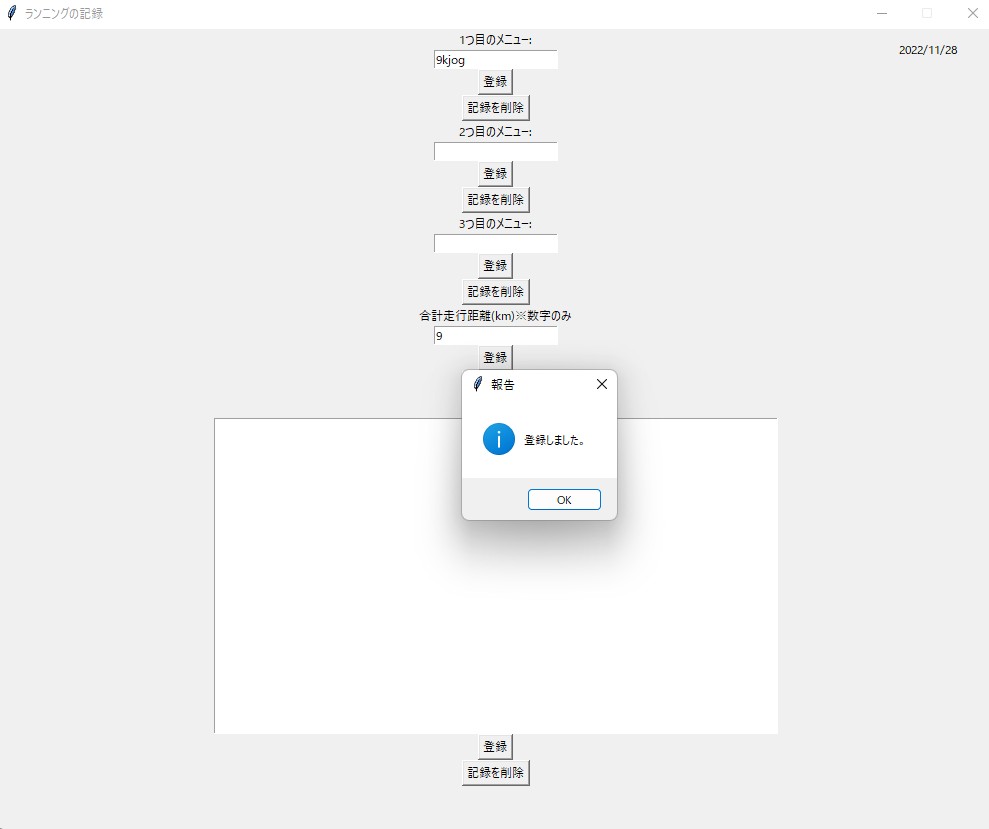 ランニングの記録
2022/11/28
1つ目のメニュー:
9kjog
登録
記録を削除
2つ目のメニュー:
登録
記録を削除
3つ目のメニュー:
登録
記録を削除
合計走行距離(km)※数字のみ
9
登録
報告
登録しました。
OK
登録
記録を削除